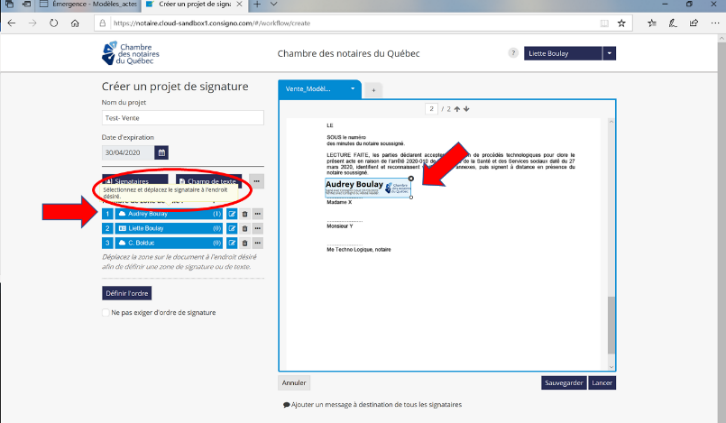 Émergence - Modèles_actes
Créer un projet de signa
https://notaire.cloud-sandbox1.consigno.com/#/workflow/create
Chambre
des notaires
du Québec
Chambre des notaires du Québec
? Liette Boulay
Créer un projet de signature
Nom du projet
Test- Vente
Date d'expiration
30/04/2020
Signataires
Champ de texte
Sélectionnez et déplacez le signataire à l'endroit
désiré.
1 Audrey Boulay (1)
2 Liette Boulay (0)
3 C. Bolduc (0)
Déplacez la zone sur le document à l'endroit désiré
afin de définir une zone de signature ou de texte.
Définir l'ordre
Ne pas exiger d'ordre de signature
Vente_Modèl...
+
2 / 2
LE
SOUS le numéro
des minutes du notaire soussigné.
LECTURE FAITE, les parties déclarent accepter de procédés technologiques pour clore le
présent acte en raison de l'arrêté 2020-010 de la Santé et des Services sociaux daté du 27
mars 2020, identifient et reconnaissent annexes, puis signent à distance en présence du
notaire soussigné.
Audrey Boulay
Chambre
des notaires
du Québec
Madame X
Monsieur Y
Me Techno Logique, notaire
Annuler
Sauvegarder
Lancer
Ajouter un message à destination de tous les signataires